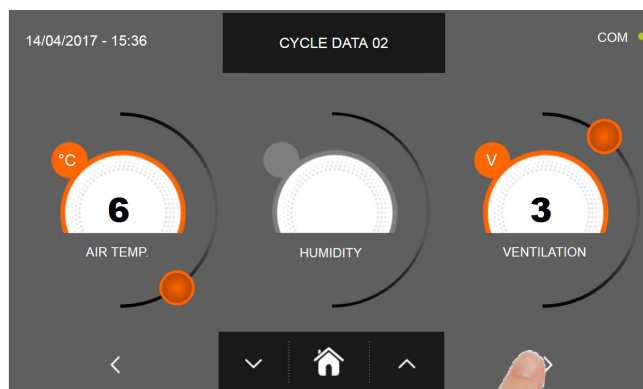 14/04/2017 - 15:36
CYCLE DATA 02
COM
°C
V
6
3
AIR TEMP.
HUMIDITY
VENTILATION